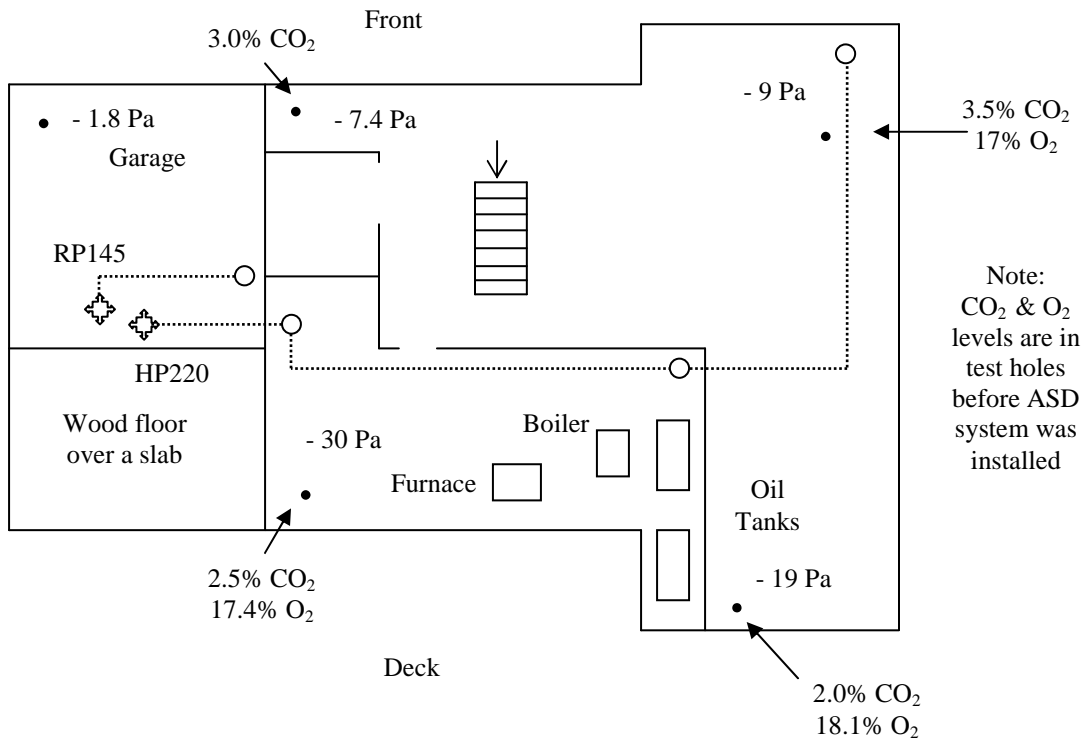 Front
3.0% CO₂
- 1.8 Pa
Garage
- 7.4 Pa
- 9 Pa
3.5% CO₂
17% O₂
RP145
HP220
Note:
CO₂ & O₂
levels are in
test holes
before ASD
system was
installed
Wood floor
over a slab
- 30 Pa
Boiler
Furnace
Oil
Tanks
2.5% CO₂
17.4% O₂
- 19 Pa
Deck
2.0% CO₂
18.1% O₂